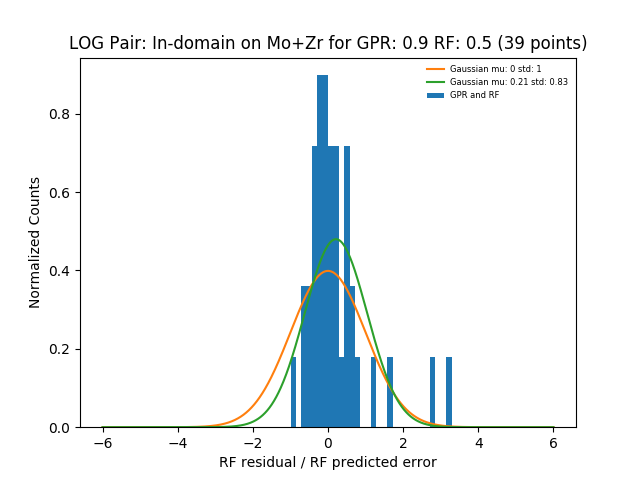 LOG Pair: In-domain on Mo+Zr for GPR: 0.9 RF: 0.5 (39 points)
Gaussian mu: 0 std: 1
Gaussian mu: 0.21 std: 0.83
GPR and RF
Normalized Counts
0.8
0.6
0.4
0.2
0.0
−6 −4 −2 0 2 4 6
RF residual / RF predicted error